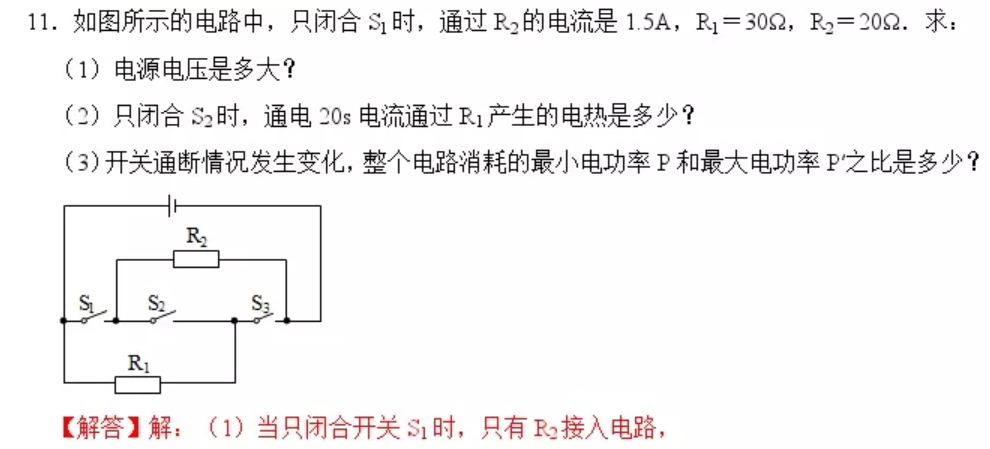 11．如图所示的电路中，只闭合 S₁时，通过 R₂的电流是 1.5A，R₁＝30Ω，R₂＝20Ω．求：
（1）电源电压是多大？
（2）只闭合 S₂时，通电 20s 电流通过 R₁产生的电热是多少？
（3）开关通断情况发生变化，整个电路消耗的最小电功率 P 和最大电功率 P′之比是多少？
R₂
S₁ S₂ S₃
R₁
【解答】解：（1）当只闭合开关 S₁时，只有 R₂接入电路，